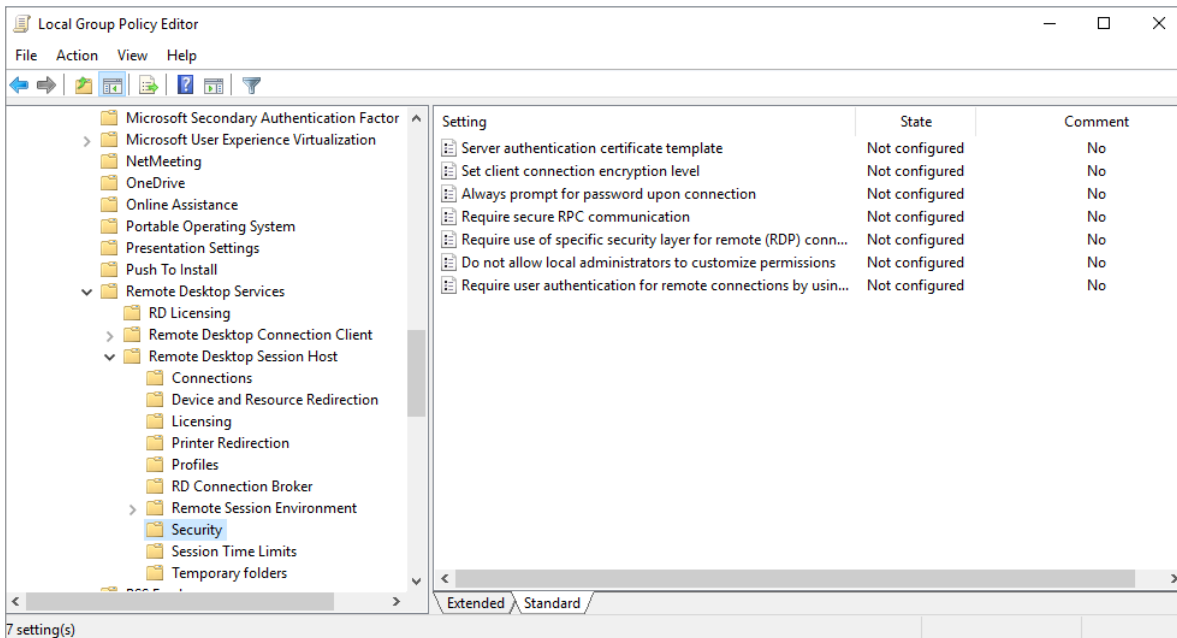 Local Group Policy Editor
File Action View Help
Microsoft Secondary Authentication Factor
Microsoft User Experience Virtualization
NetMeeting
OneDrive
Online Assistance
Portable Operating System
Presentation Settings
Push To Install
Remote Desktop Services
RD Licensing
Remote Desktop Connection Client
Remote Desktop Session Host
Connections
Device and Resource Redirection
Licensing
Printer Redirection
Profiles
RD Connection Broker
Remote Session Environment
Security
Session Time Limits
Temporary folders
Setting State Comment
Server authentication certificate template Not configured No
Set client connection encryption level Not configured No
Always prompt for password upon connection Not configured No
Require secure RPC communication Not configured No
Require use of specific security layer for remote (RDP) conn... Not configured No
Do not allow local administrators to customize permissions Not configured No
Require user authentication for remote connections by usin... Not configured No
Extended Standard
7 setting(s)